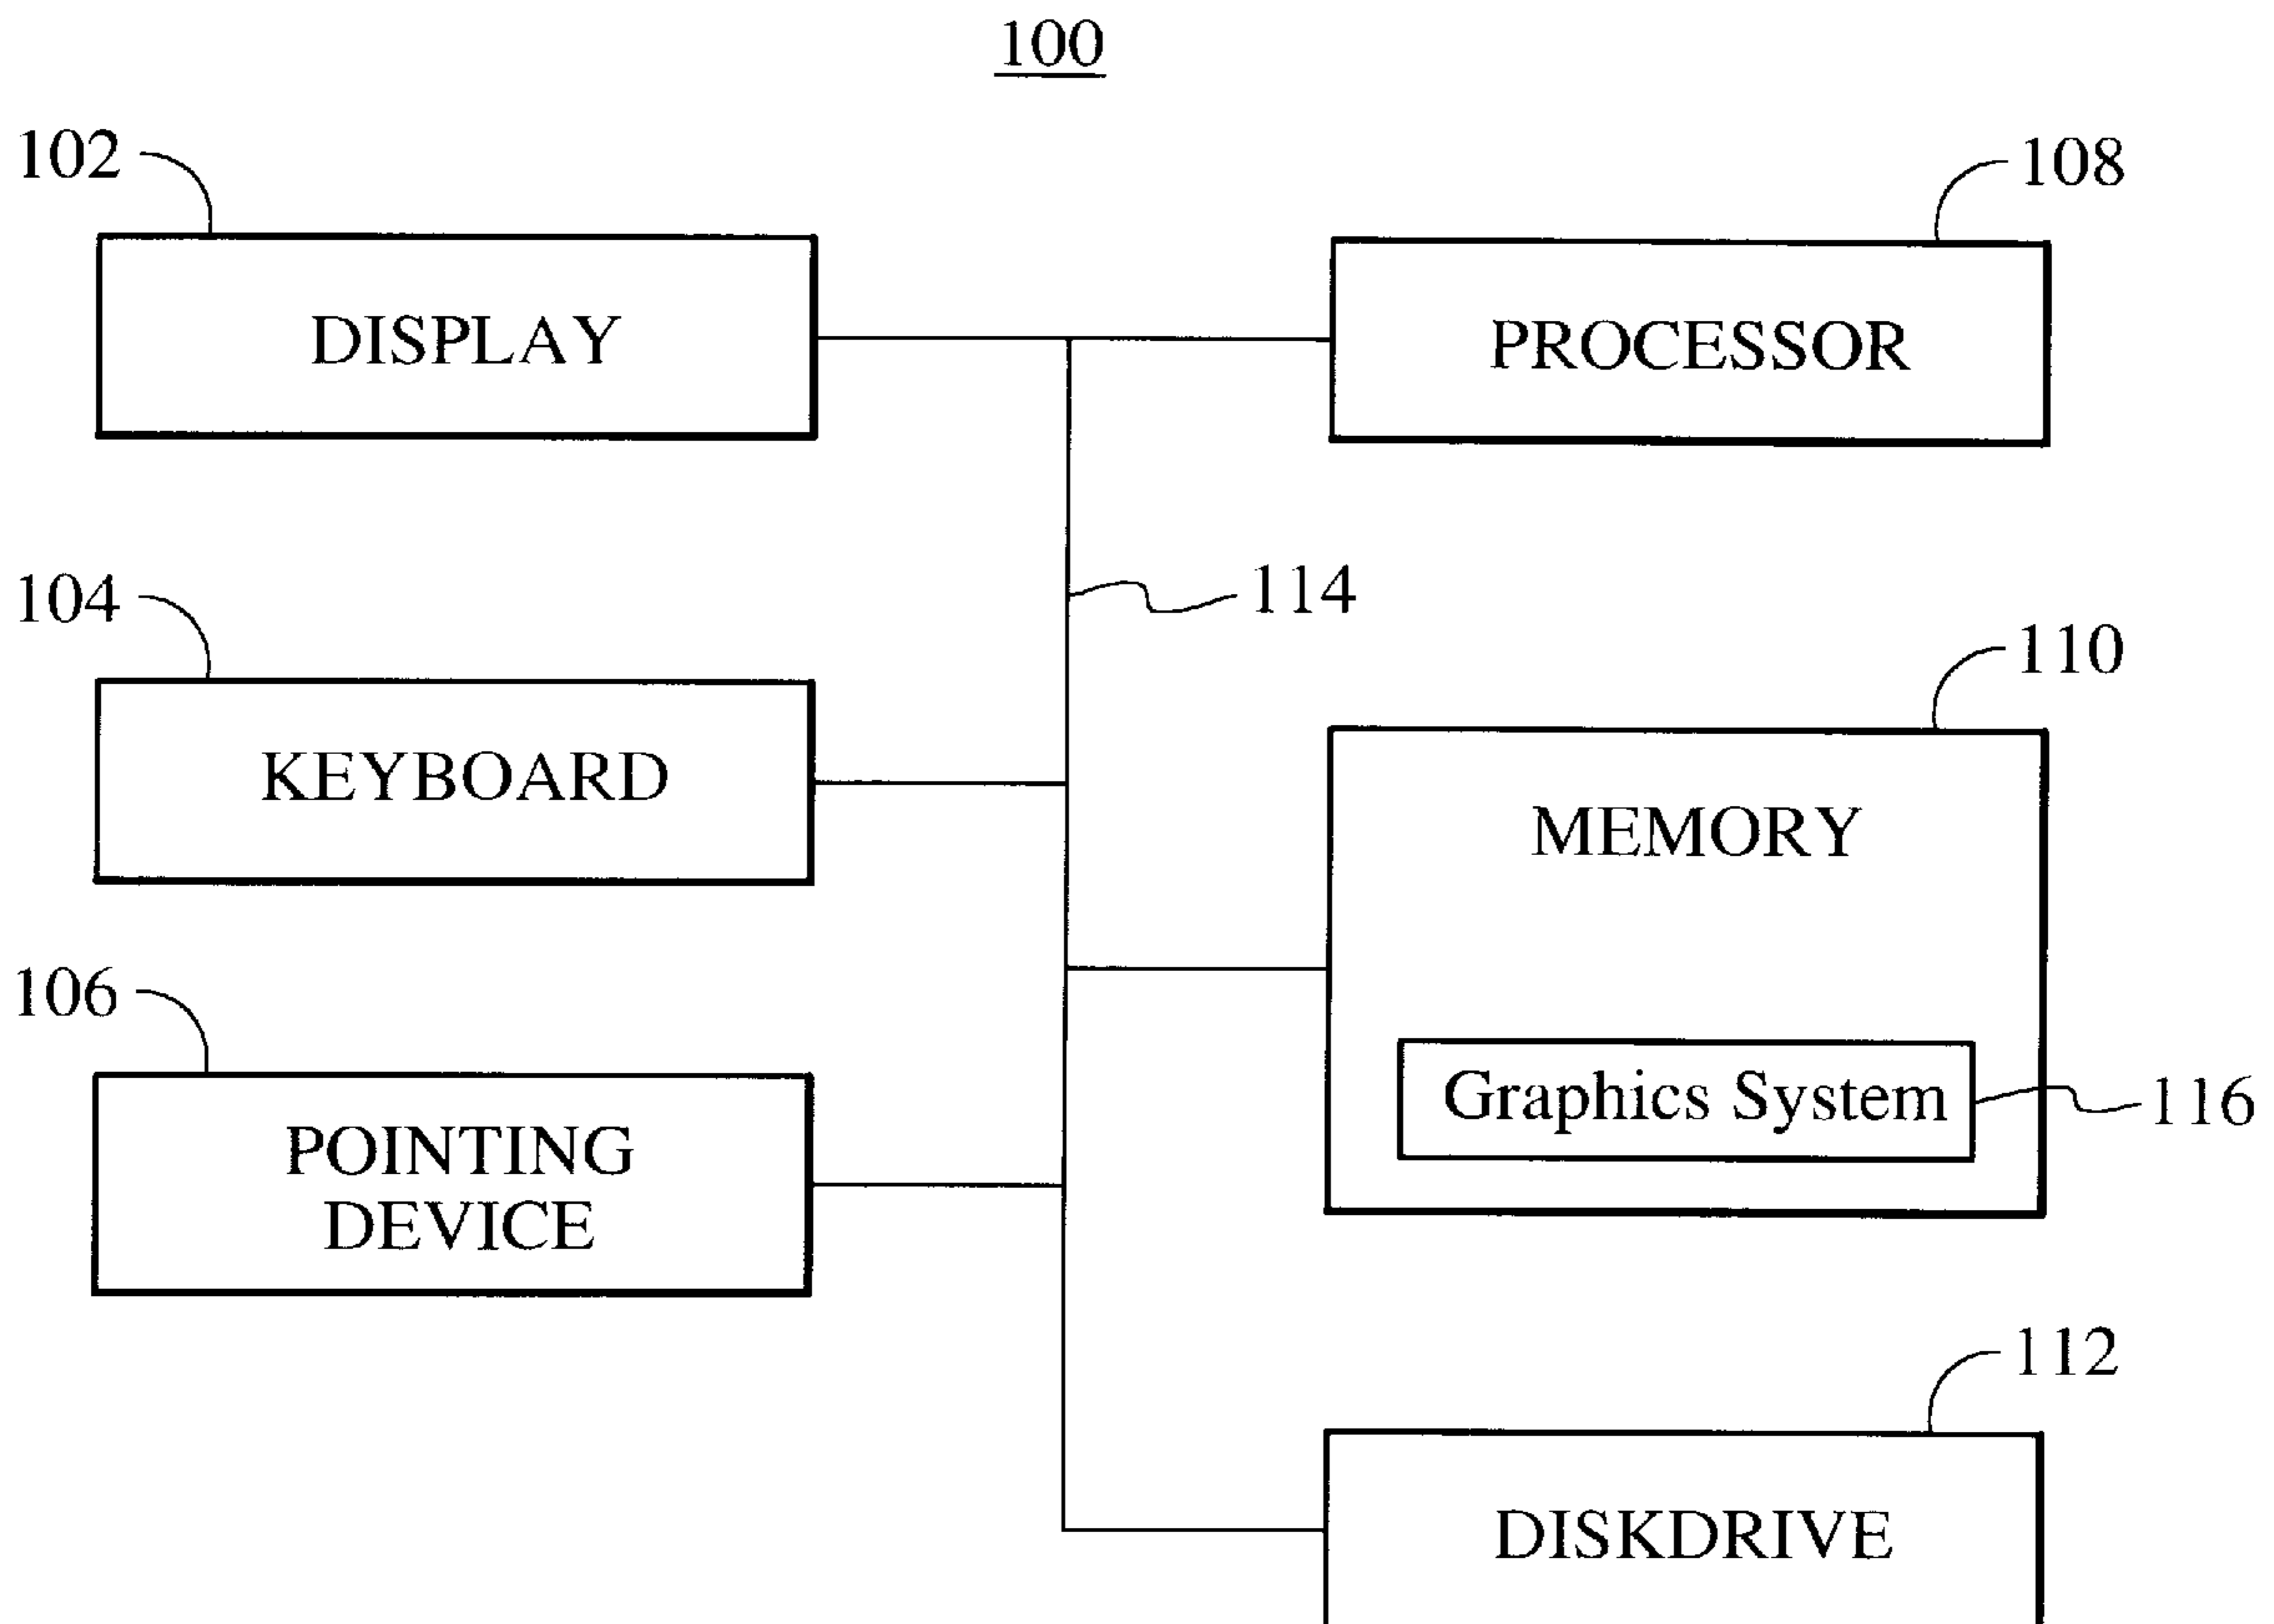 100
102
108
DISPLAY
PROCESSOR
104
114
110
KEYBOARD
MEMORY
106
Graphics System
116
POINTING
DEVICE
112
DISKDRIVE